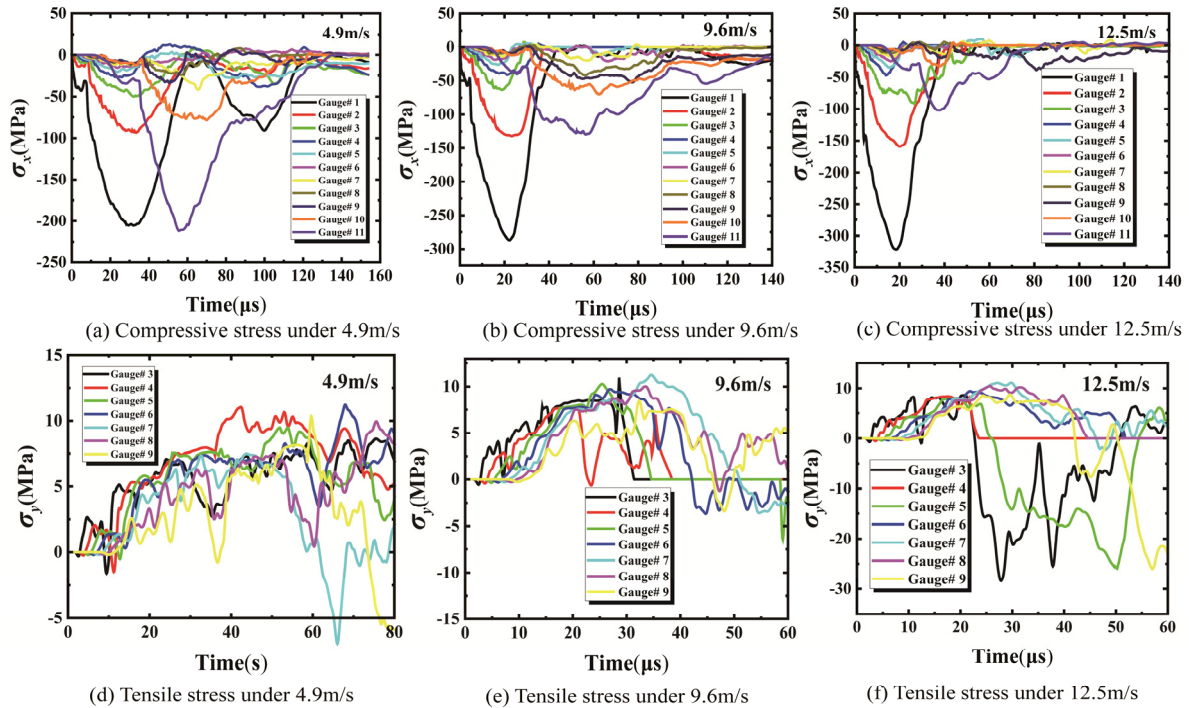 4.9m/s
σx(MPa)
0
-50
-100
-150
-200
-250
Gauge# 1
Gauge# 2
Gauge# 3
Gauge# 4
Gauge# 5
Gauge# 6
Gauge# 7
Gauge# 8
Gauge# 9
Gauge# 10
Gauge# 11
0 20 40 60 80 100 120 140 160
Time(μs)
(a) Compressive stress under 4.9m/s
9.6m/s
σx(MPa)
50
0
-50
-100
-150
-200
-250
-300
Gauge# 1
Gauge# 2
Gauge# 3
Gauge# 4
Gauge# 5
Gauge# 6
Gauge# 7
Gauge# 8
Gauge# 9
Gauge# 10
Gauge# 11
0 20 40 60 80 100 120 140
Time(μs)
(b) Compressive stress under 9.6m/s
12.5m/s
σx(MPa)
50
0
-50
-100
-150
-200
-250
-300
-350
Gauge# 1
Gauge# 2
Gauge# 3
Gauge# 4
Gauge# 5
Gauge# 6
Gauge# 7
Gauge# 8
Gauge# 9
Gauge# 10
Gauge# 11
0 20 40 60 80 100 120 140
Time(μs)
(c) Compressive stress under 12.5m/s
4.9m/s
σy(MPa)
15
10
5
0
-5
Gauge# 3
Gauge# 4
Gauge# 5
Gauge# 6
Gauge# 7
Gauge# 8
Gauge# 9
0 20 40 60 80
Time(s)
(d) Tensile stress under 4.9m/s
9.6m/s
σy(MPa)
10
5
0
-5
-10
-15
Gauge# 3
Gauge# 4
Gauge# 5
Gauge# 6
Gauge# 7
Gauge# 8
Gauge# 9
0 10 20 30 40 50 60
Time(μs)
(e) Tensile stress under 9.6m/s
12.5m/s
σy(MPa)
10
0
-10
-20
-30
Gauge# 3
Gauge# 4
Gauge# 5
Gauge# 6
Gauge# 7
Gauge# 8
Gauge# 9
0 10 20 30 40 50 60
Time(μs)
(f) Tensile stress under 12.5m/s